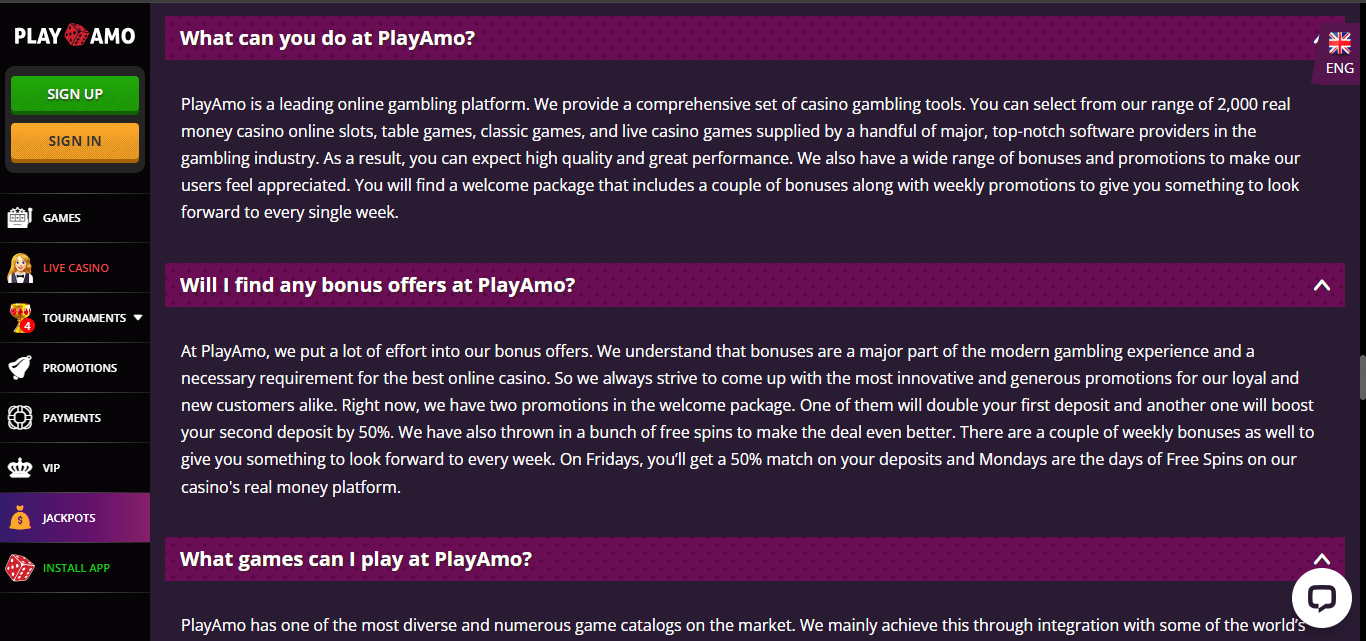 PLAY AMO
SIGN UP
SIGN IN
GAMES
LIVE CASINO
TOURNAMENTS
4
PROMOTIONS
PAYMENTS
VIP
$
JACKPOTS
INSTALL APP
ENG
What can you do at PlayAmo?
PlayAmo is a leading online gambling platform. We provide a comprehensive set of casino gambling tools. You can select from our range of 2,000 real
money casino online slots, table games, classic games, and live casino games supplied by a handful of major, top-notch software providers in the
gambling industry. As a result, you can expect high quality and great performance. We also have a wide range of bonuses and promotions to make our
users feel appreciated. You will find a welcome package that includes a couple of bonuses along with weekly promotions to give you something to look
forward to every single week.
Will I find any bonus offers at PlayAmo?
At PlayAmo, we put a lot of effort into our bonus offers. We understand that bonuses are a major part of the modern gambling experience and a
necessary requirement for the best online casino. So we always strive to come up with the most innovative and generous promotions for our loyal and
new customers alike. Right now, we have two promotions in the welcome package. One of them will double your first deposit and another one will boost
your second deposit by 50%. We have also thrown in a bunch of free spins to make the deal even better. There are a couple of weekly bonuses as well to
give you something to look forward to every week. On Fridays, you’ll get a 50% match on your deposits and Mondays are the days of Free Spins on our
casino's real money platform.
What games can I play at PlayAmo?
PlayAmo has one of the most diverse and numerous game catalogs on the market. We mainly achieve this through integration with some of the world’s